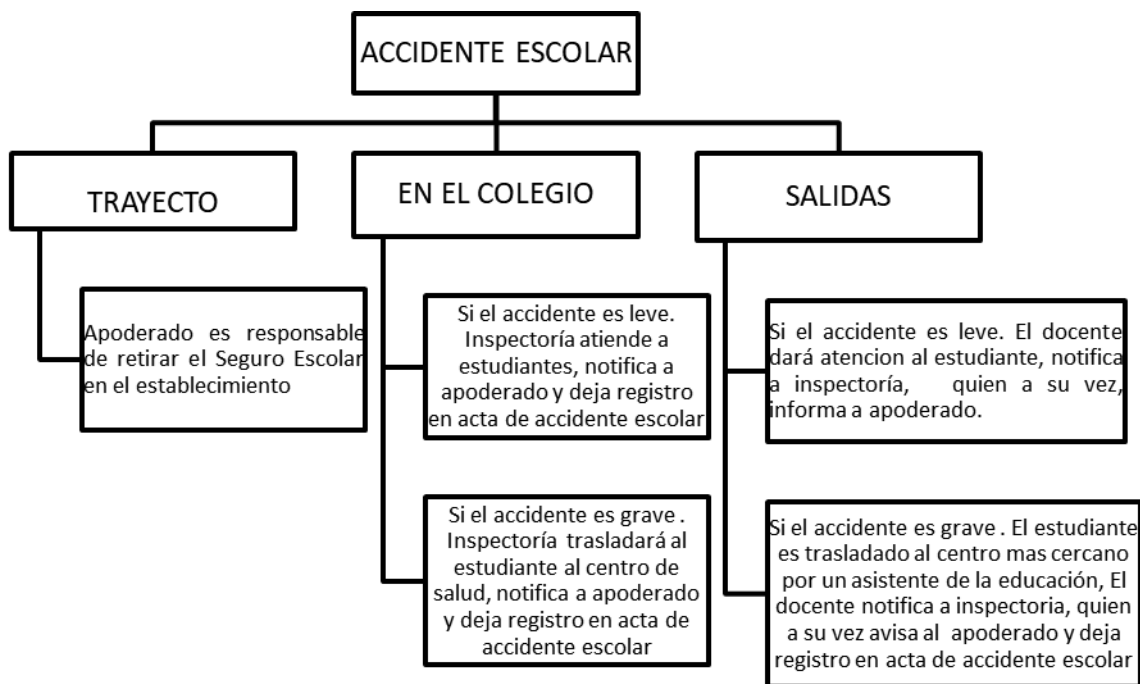 ACCIDENTE ESCOLAR
TRAYECTO
EN EL COLEGIO
SALIDAS
Apoderado es responsable
de retirar el Seguro Escolar
en el establecimiento
Si el accidente es leve.
Inspectoría atiende a
estudiantes, notifica a
apoderado y deja registro
en acta de accidente escolar
Si el accidente es leve. El docente
dará atencion al estudiante, notifica
a inspectoría, quien a su vez,
informa a apoderado.
Si el accidente es grave .
Inspectoría trasladará al
estudiante al centro de
salud, notifica a apoderado
y deja registro en acta de
accidente escolar
Si el accidente es grave . El estudiante
es trasladado al centro mas cercano
por un asistente de la educación, El
docente notifica a inspectoria, quien
a su vez avisa al apoderado y deja
registro en acta de accidente escolar